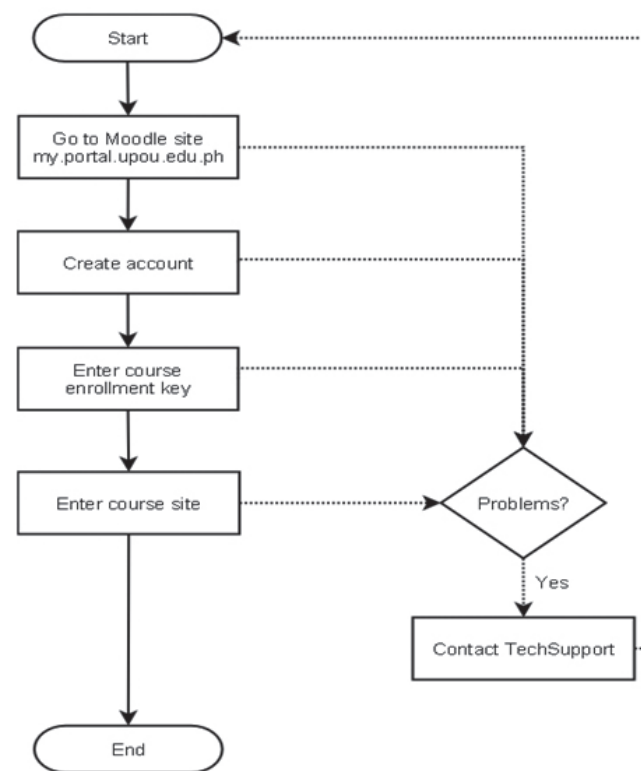 Start
Go to Moodle site
my.portal.upou.edu.ph
Create account
Enter course
enrollment key
Enter course site
Problems?
Yes
Contact TechSupport
End